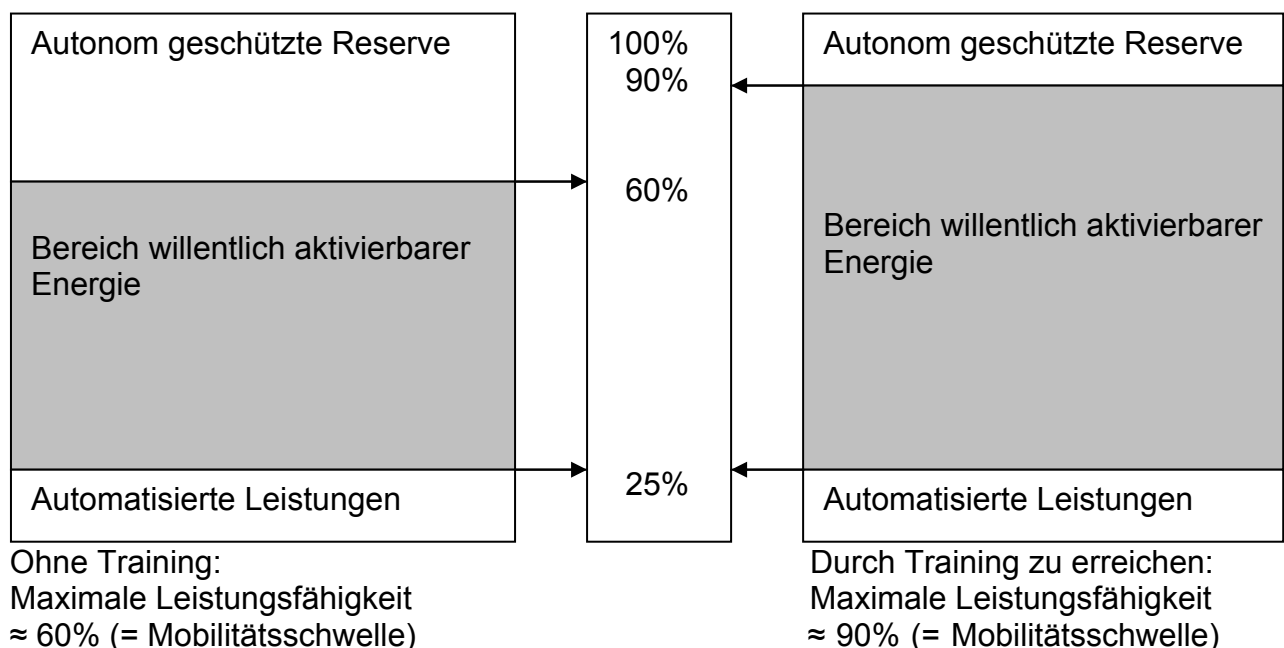 Autonom geschützte Reserve
Bereich willentlich aktivierbarer
Energie
Automatisierte Leistungen
Ohne Training:
Maximale Leistungsfähigkeit
≈ 60% (= Mobilitätsschwelle)
100%
90%
60%
25%
Autonom geschützte Reserve
Bereich willentlich aktivierbarer
Energie
Automatisierte Leistungen
Durch Training zu erreichen:
Maximale Leistungsfähigkeit
≈ 90% (= Mobilitätsschwelle)